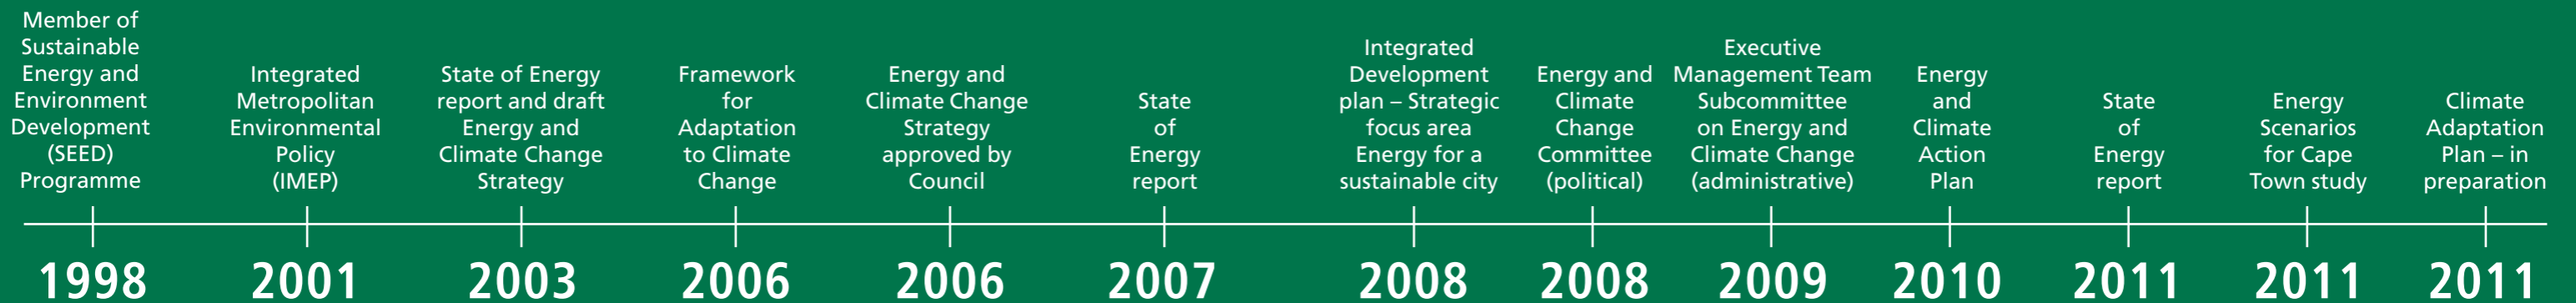 Member of
Sustainable
Energy and
Environment
Development
(SEED)
Programme
1998
Integrated
Metropolitan
Environmental
Policy
(IMEP)
2001
State of Energy
report and draft
Energy and
Climate Change
Strategy
2003
Framework
for
Adaptation
to Climate
Change
2006
Energy and
Climate Change
Strategy
approved by
Council
2006
State
of
Energy
report
2007
Integrated
Development
plan – Strategic
focus area
Energy for a
sustainable city
2008
Energy and
Climate
Change
Committee
(political)
2008
Executive
Management Team
Subcommittee
on Energy and
Climate Change
(administrative)
2009
Energy
and
Climate
Action
Plan
2010
State
of
Energy
report
2011
Energy
Scenarios
for Cape
Town study
2011
Climate
Adaptation
Plan – in
preparation
2011